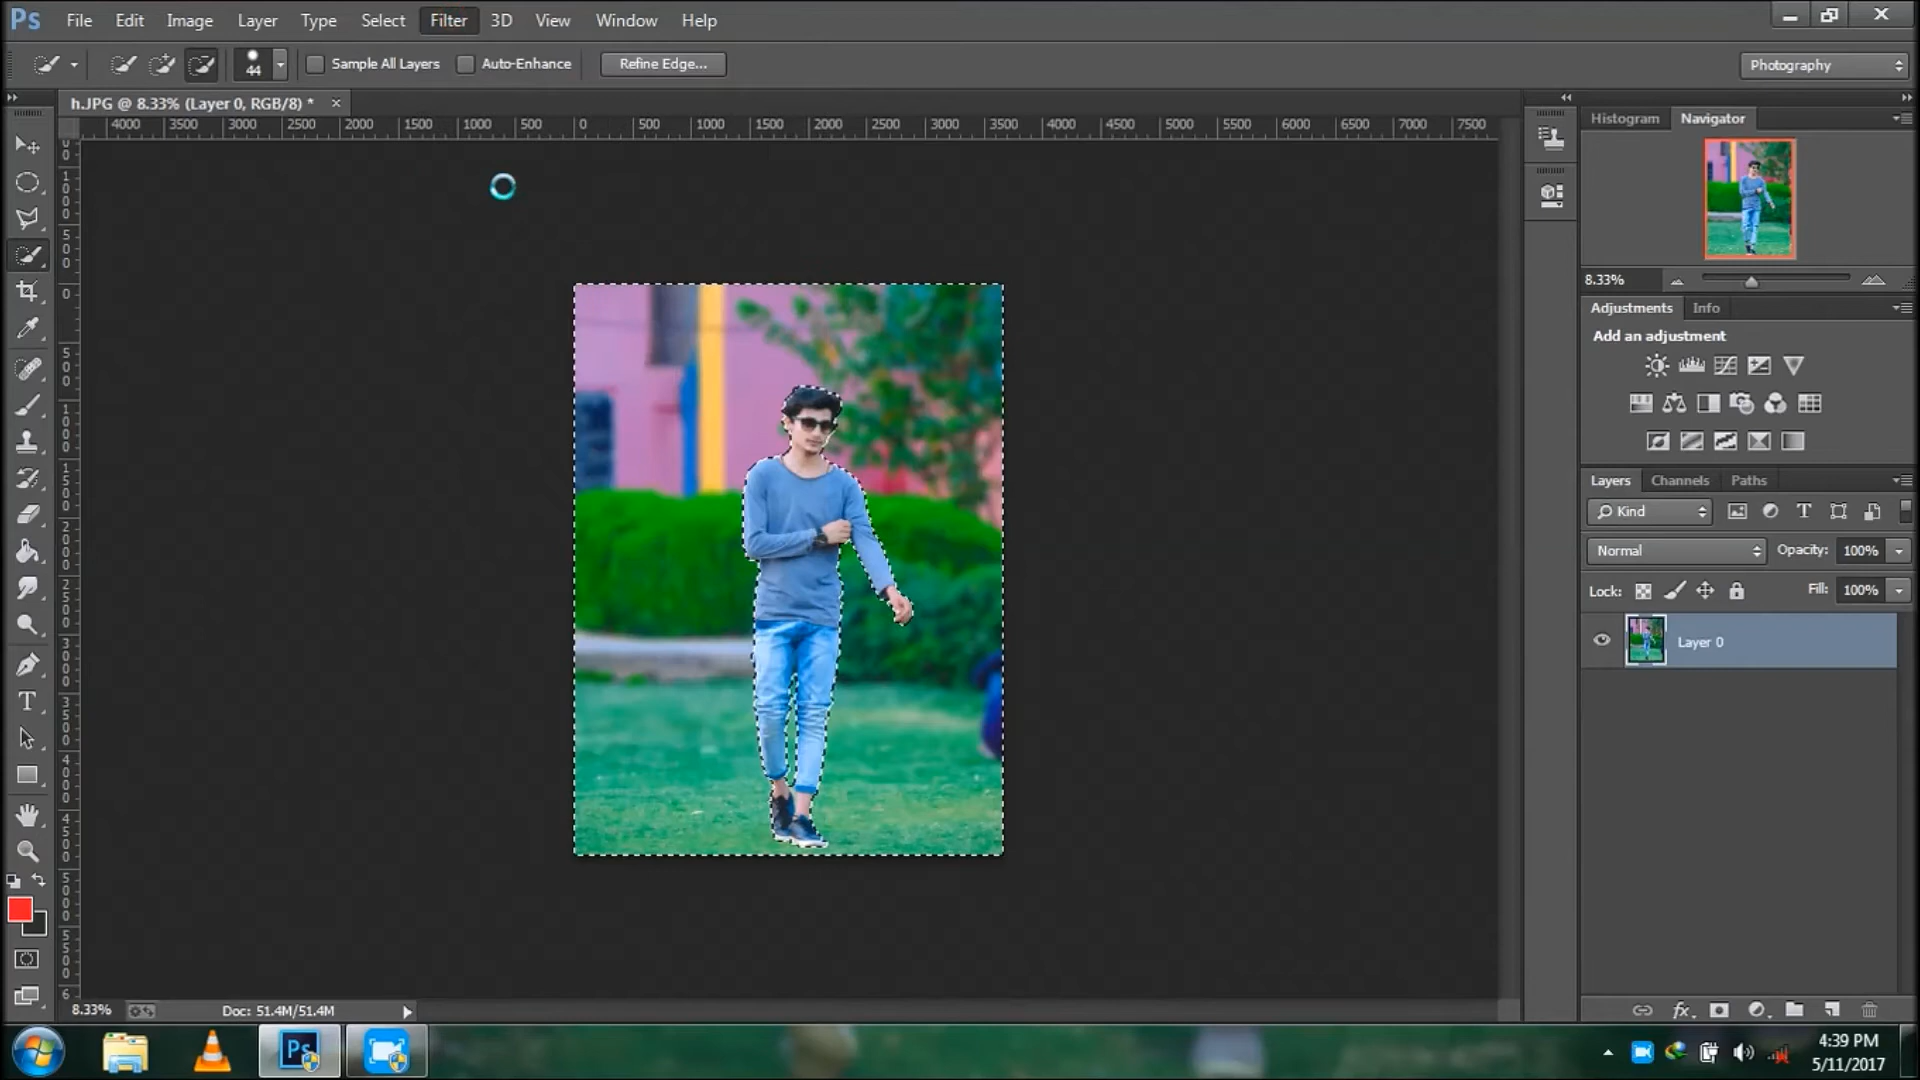 Ps File Edit Image Layer Type Select Filter 3D View Window Help
44 Sample All Layers Auto-Enhance Refine Edge... Photography
h.JPG @ 8.33% (Layer 0, RGB/8) * ×
4000 3500 3000 2500 2000 1500 1000 500 0 500 1000 1500 2000 2500 3000 3500 4000 4500 5000 5500 6000 6500 7000 7500
Histogram Navigator
8.33%
Adjustments Info
Add an adjustment
Layers Channels Paths
Kind
Normal Opacity: 100%
Lock: Fill: 100%
Layer 0
8.33% Doc: 51.4M/51.4M
fx
Ps
4:39 PM
5/11/2017